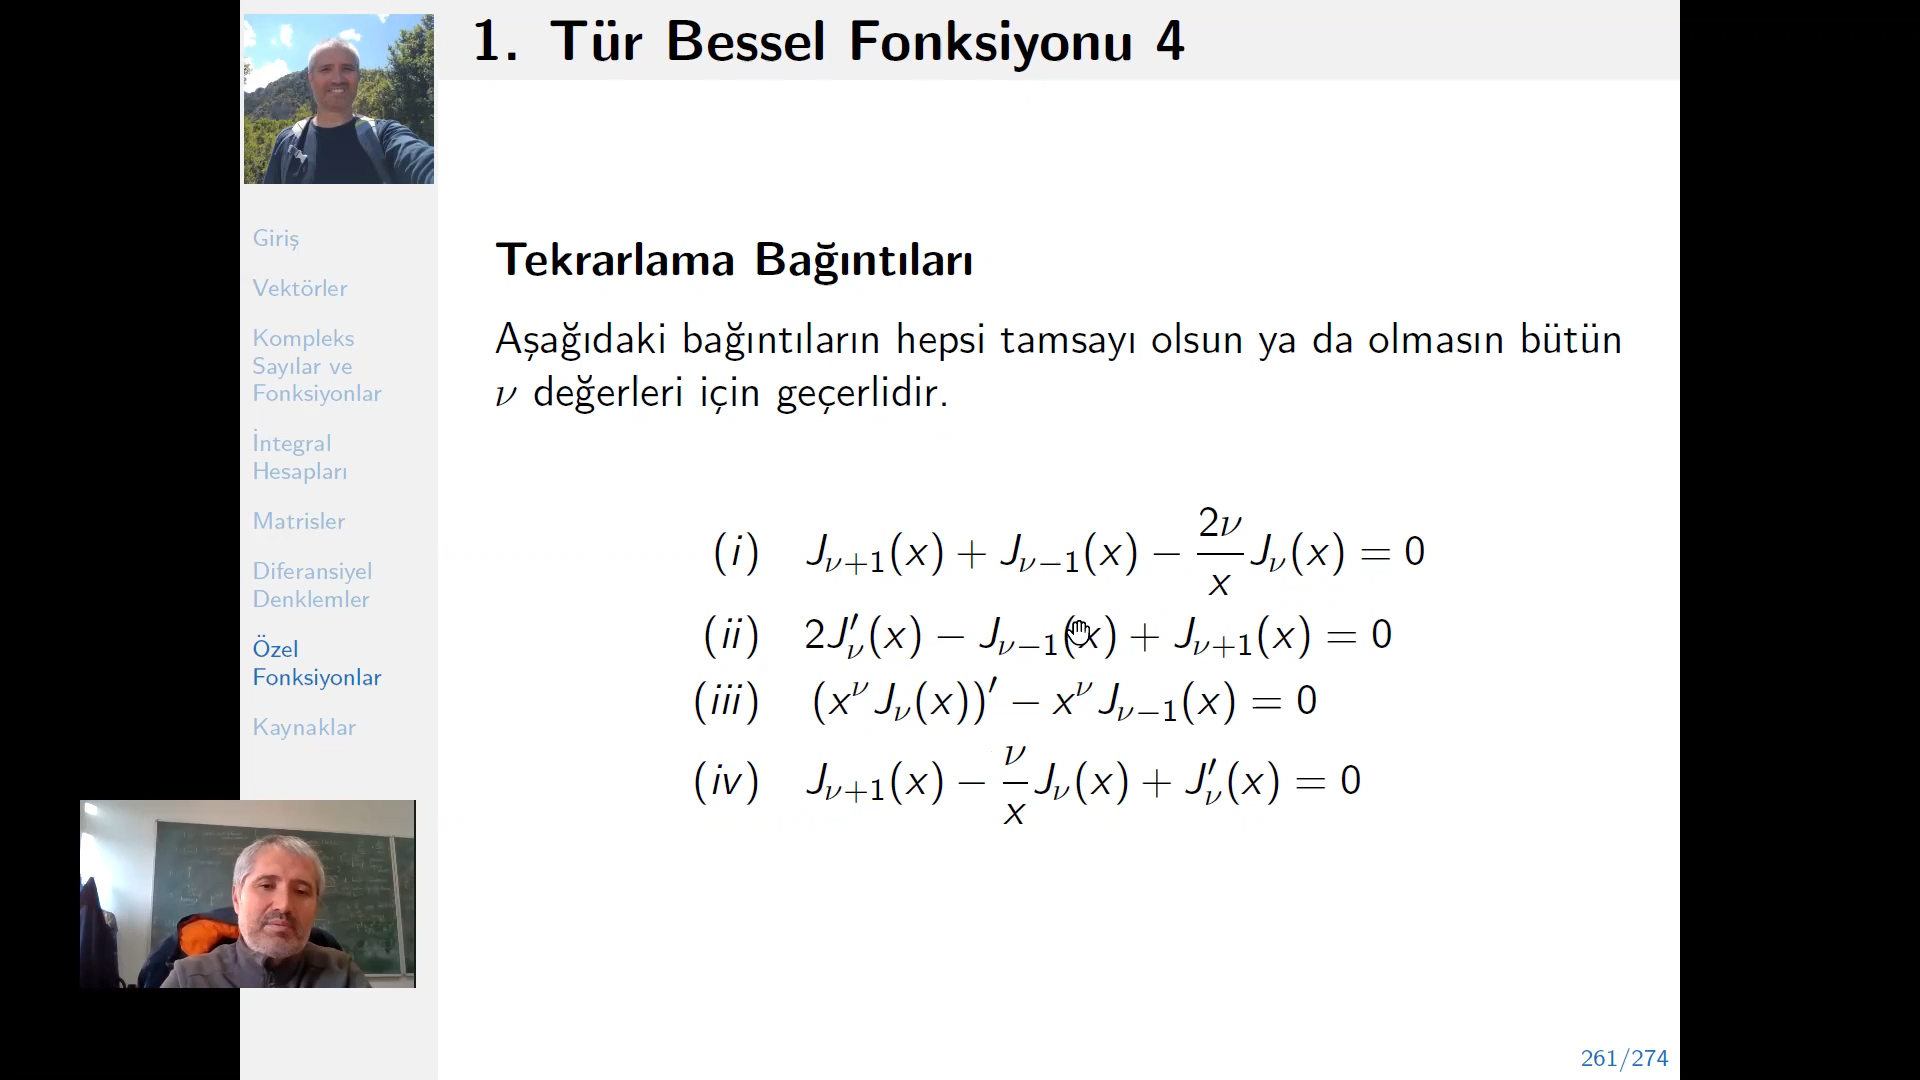 1. Tür Bessel Fonksiyonu 4
Giriş
Vektörler
Kompleks
Sayılar ve
Fonksiyonlar
İntegral
Hesapları
Matrisler
Diferansiyel
Denklemler
Özel
Fonksiyonlar
Kaynaklar
Tekrarlama Bağıntıları
Aşağıdaki bağıntıların hepsi tamsayı olsun ya da olmasın bütün
ν değerleri için geçerlidir.
(i) J_{ν+1}(x) + J_{ν−1}(x) − \frac{2ν}{x} J_ν(x) = 0
(ii) 2J′_ν(x) − J_{ν−1}(x) + J_{ν+1}(x) = 0
(iii) (x^ν J_ν(x))′ − x^ν J_{ν−1}(x) = 0
(iv) J_{ν+1}(x) − \frac{ν}{x} J_ν(x) + J′_ν(x) = 0
261/274